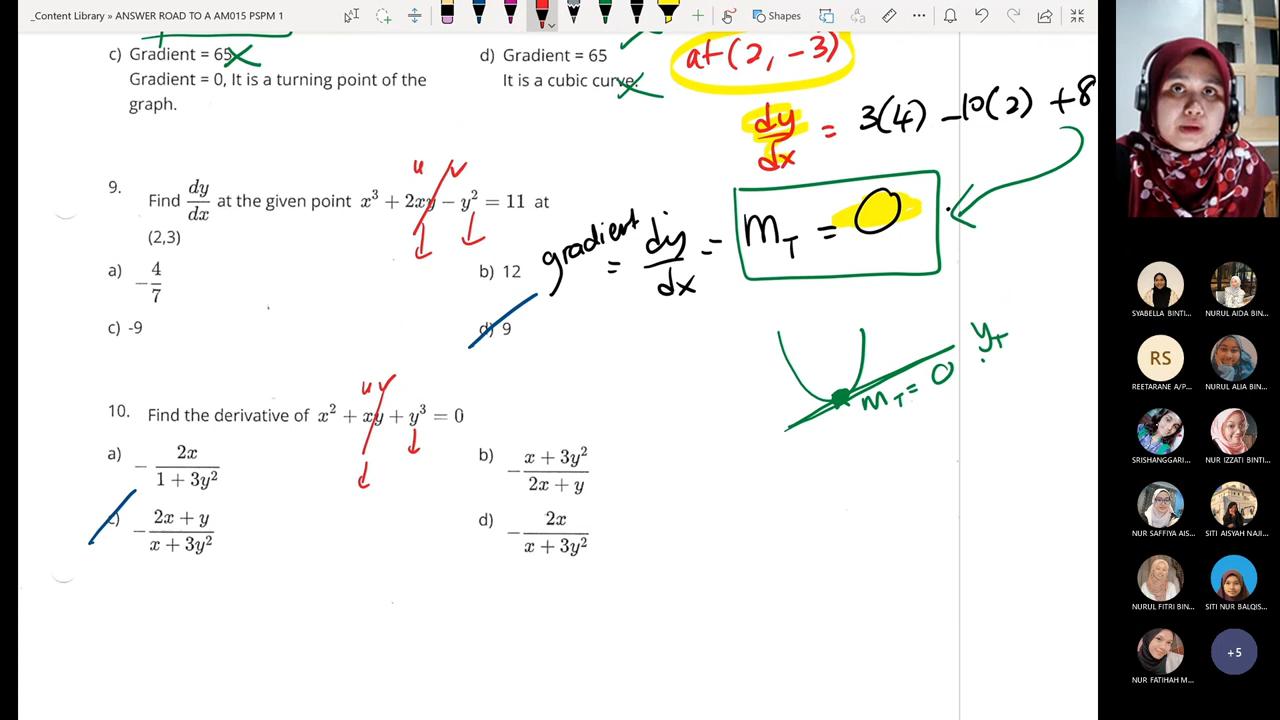 _Content Library » ANSWER ROAD TO A AM015 PSPM 1
Shapes
c) Gradient = 65
Gradient = 0, It is a turning point of the
graph.
d) Gradient = 65
It is cubic curve.
at (2, -3)
dy/dx = 3(4) - 10(2) + 8
gradient = dy/dx = m_T = 0
y_T
m_T = 0
9. Find dy/dx at the given point x³ + 2xy − y² = 11 at
(2,3)
u v
a) −4/7
b) 12
c) -9
d) 9
10. Find the derivative of x² + xy + y³ = 0
u v
a) − 2x/(1 + 3y²)
b) − (x + 3y²)/(2x + y)
c) − (2x + y)/(x + 3y²)
d) − 2x/(x + 3y²)
SYABELLA BINTI...
NURUL AIDA BIN...
RS
REETARANE A/P...
NURUL ALIA BIN...
SRISHANGGARI...
NUR IZZATI BINTI...
NUR SAFFIYA AIS...
SITI AISYAH NAJI...
NURUL FITRI BIN...
SITI NUR BALQIS...
NUR FATIHAH M...
+5